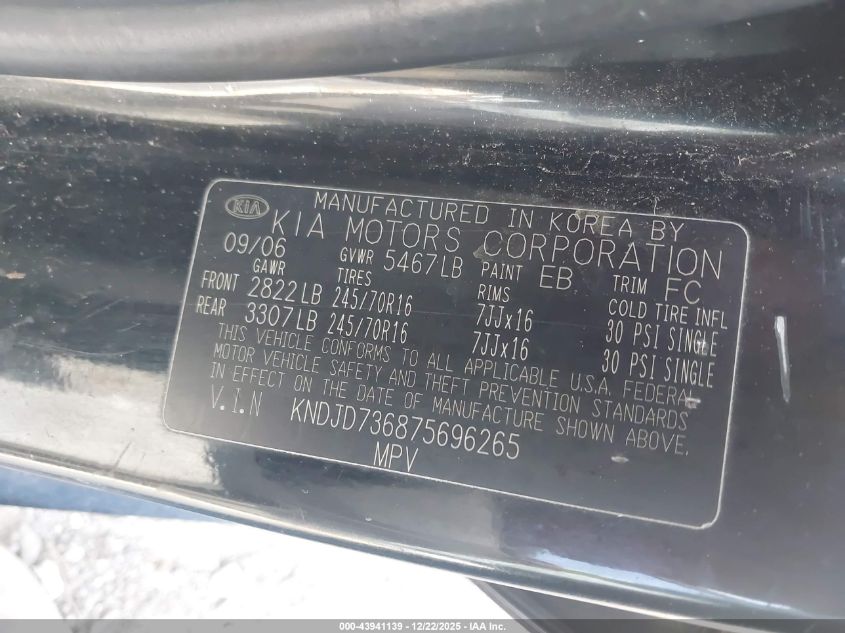 KIA
MANUFACTURED IN KOREA BY
KIA MOTORS CORPORATION
09/06 GVWR 5467LB PAINT EB TRIM FC
GAWR TIRES RIMS COLD TIRE INFL
FRONT 2822LB 245/70R16 7JJx16 30 PSI SINGLE
REAR 3307LB 245/70R16 7JJx16 30 PSI SINGLE
THIS VEHICLE CONFORMS TO ALL APPLICABLE U.S.A. FEDERAL
MOTOR VEHICLE SAFETY AND THEFT PREVENTION STANDARDS
IN EFFECT ON THE DATE OF MANUFACTURE SHOWN ABOVE.
V.I.N KNDJD736875696265
MPV
000-43941139 - 12/22/2025 - IAA Inc.